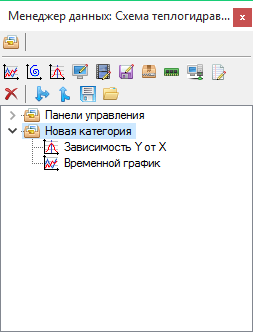 Менеджер данных: Схема теплогидрав...
Панели управления
Новая категория
Зависимость Y от X
Временной график